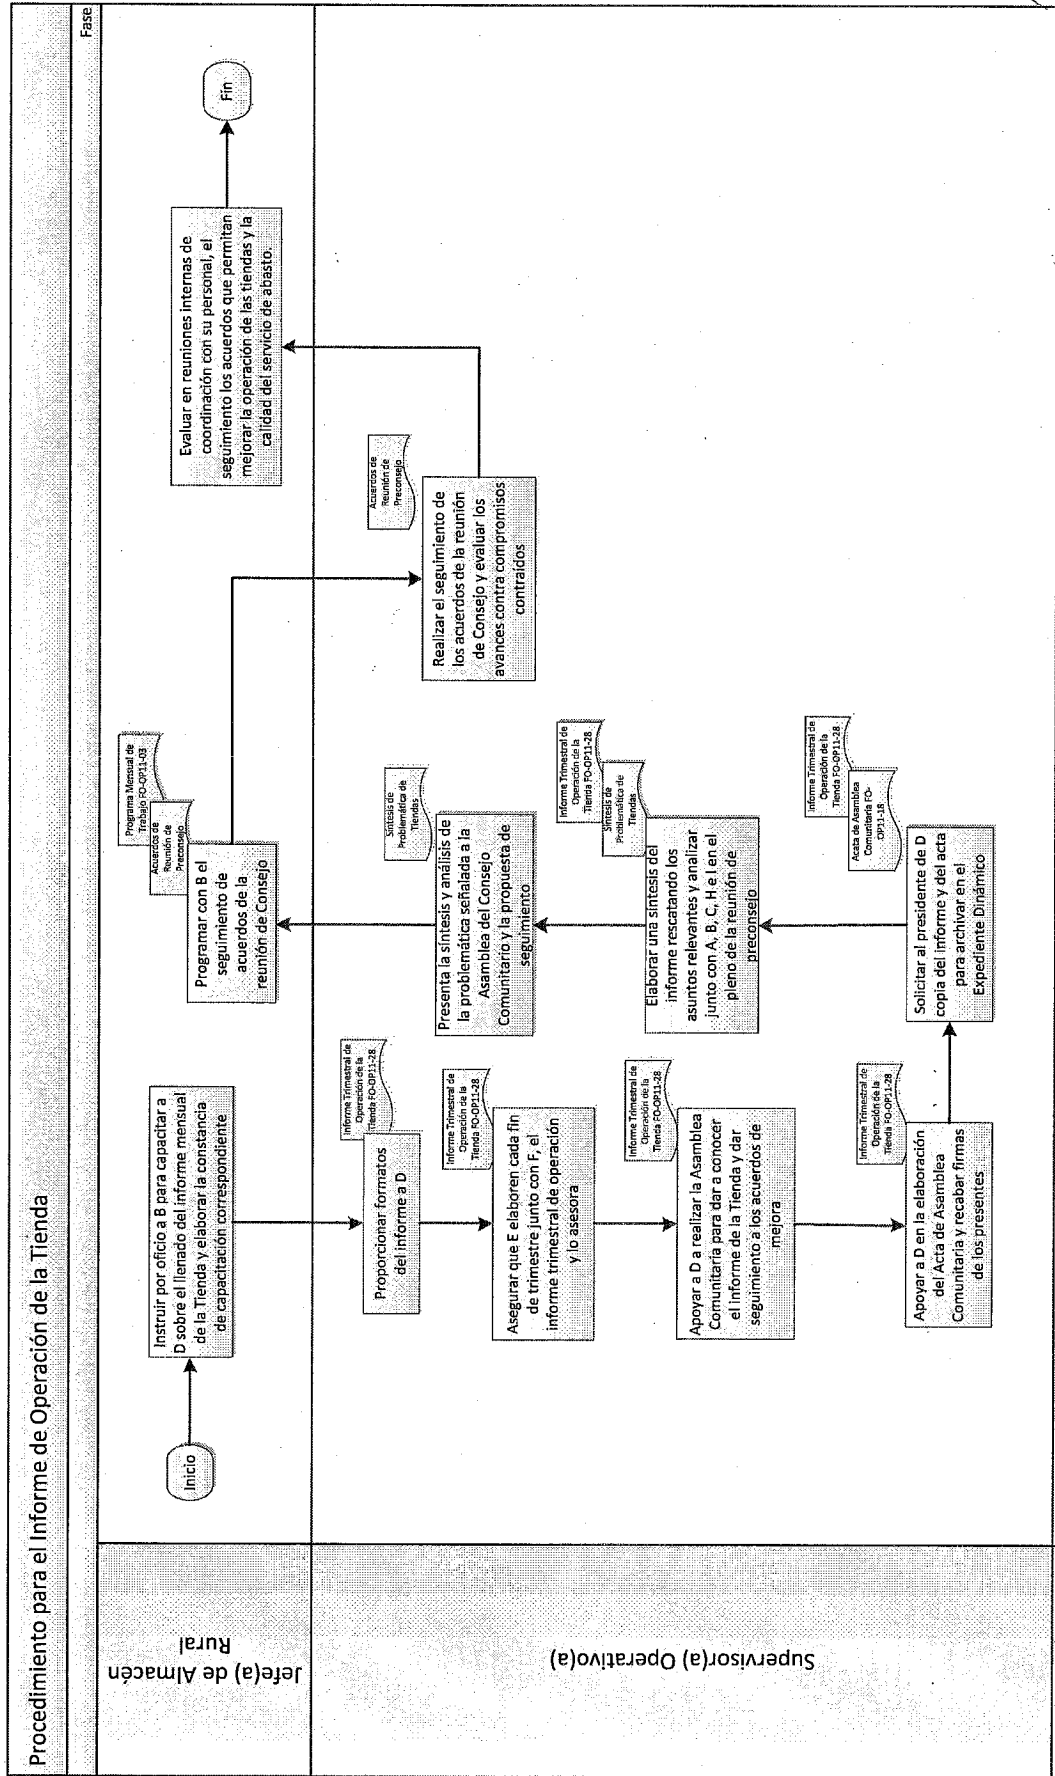 Procedimiento para el Informe de Operación de la Tienda
Fase
Jefe(a) de Almacén
Rural
Inicio
Instruir por oficio a B para capacitar a
D sobre el llenado del informe mensual
de la Tienda y elaborar la constancia
de capacitación correspondiente
Programar con B el
seguimiento de
acuerdos de la
reunión de Consejo
Programa Mensual de
Trabajo FO-OP11-03
Acuerdos de
Reunión de
Preconsejo
Evaluar en reuniones internas de
coordinación con su personal, el
seguimiento los acuerdos que permitan
mejorar la operación de las tiendas y la
calidad del servicio de abasto.
Fin
Supervisor(a) Operativo(a)
Proporcionar formatos
del informe a D
Informe Trimestral de
Operación de la
Tienda FO-OP11-28
Asegurar que E elaboren cada fin
de trimestre junto con F, el
informe trimestral de operación
y lo asesora
Informe Trimestral de
Operación de la
Tienda FO-OP11-28
Apoyar a D a realizar la Asamblea
Comunitaria para dar a conocer
el informe de la Tienda y dar
seguimiento a los acuerdos de
mejora
Informe Trimestral de
Operación de la
Tienda FO-OP11-28
Apoyar a D en la elaboración
del Acta de Asamblea
Comunitaria y recabar firmas
de los presentes
Informe Trimestral de
Operación de la
Tienda FO-OP11-28
Solicitar al presidente de D
copia del informe y del acta
para archivar en el
Expediente Dinámico
Informe Trimestral de
Operación de la
Tienda FO-OP11-28
Acata de Asamblea
Comunitaria FO-
OP11-18
Elaborar una síntesis del
informe rescatando los
asuntos relevantes y analizar
junto con A, B, C, H e I en el
pleno de la reunión de
preconsejo
Informe Trimestral de
Operación de la
Tienda FO-OP11-28
Síntesis de
Problemática de
Tiendas
Presenta la síntesis y análisis de
la problemática señalada a la
Asamblea del Consejo
Comunitario y la propuesta de
seguimiento
Síntesis de
Problemática de
Tiendas
Realizar el seguimiento de
los acuerdos de la reunión
de Consejo y evaluar los
avances contra compromisos
contraídos
Acuerdos de
Reunión de
Preconsejo